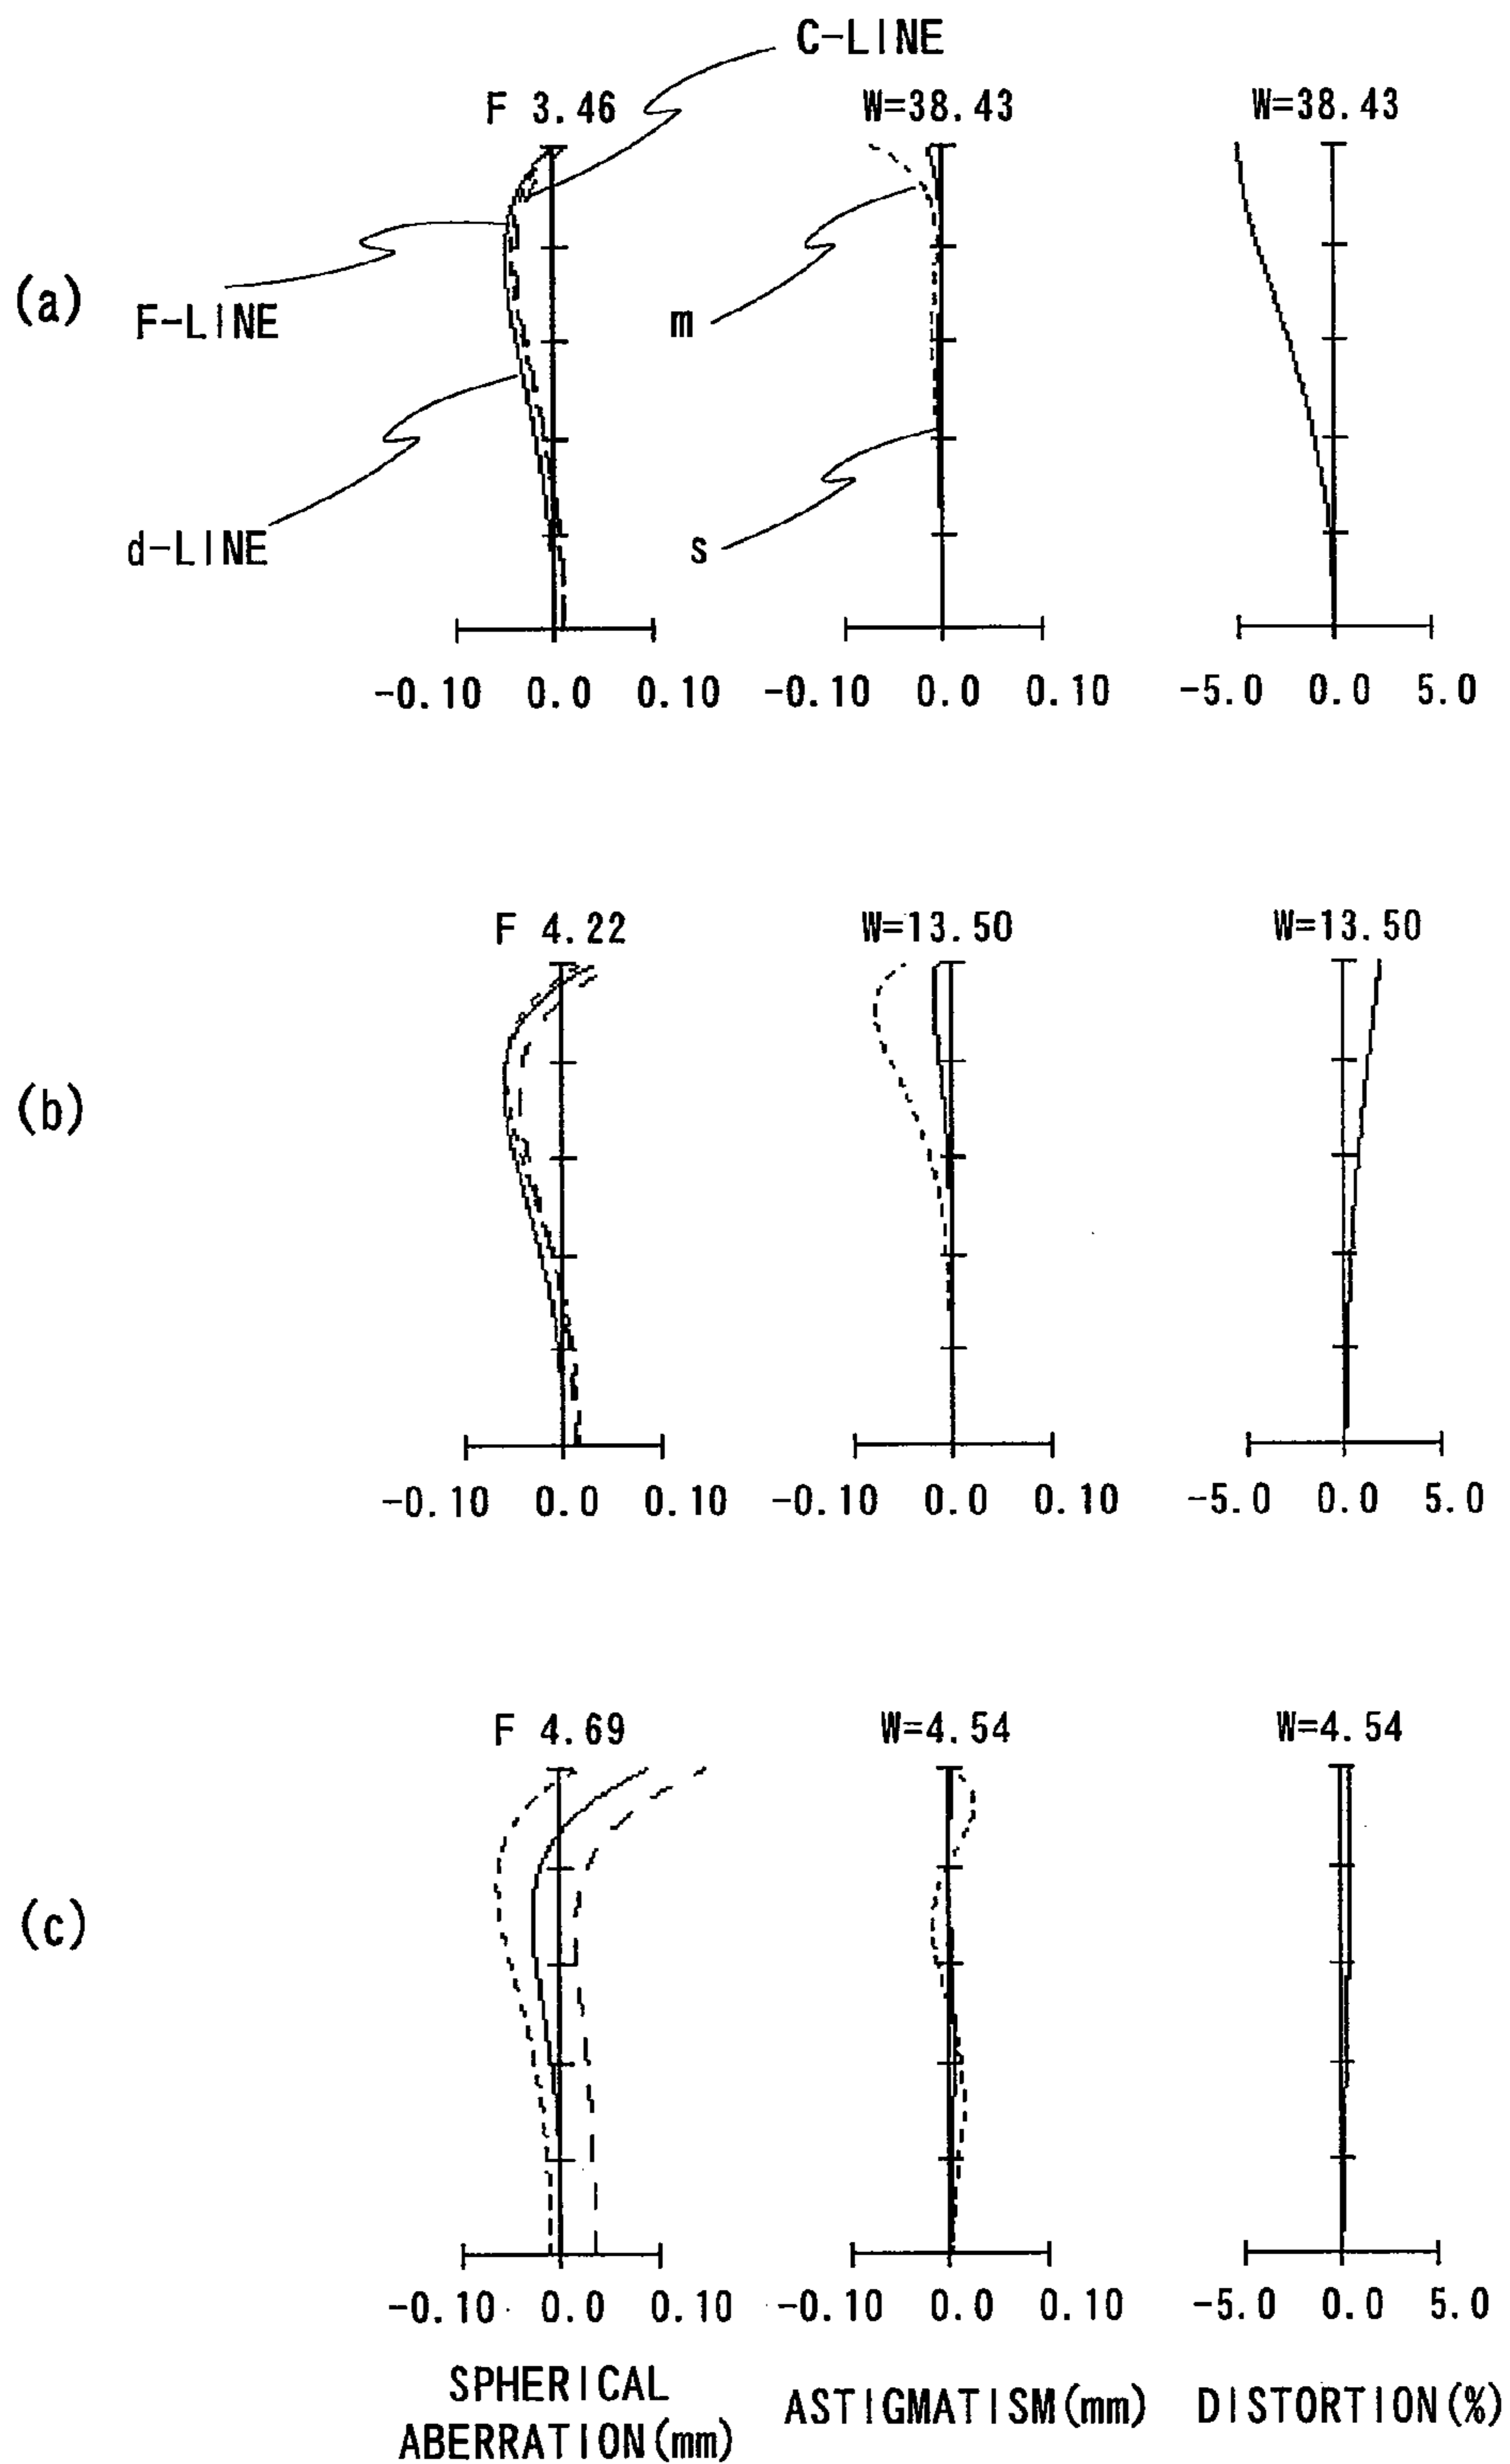 C-LINE
F 3.46 W=38.43 W=38.43
(a)
F-LINE
m
d-LINE
s
-0.10 0.0 0.10 -0.10 0.0 0.10 -5.0 0.0 5.0
F 4.22 W=13.50 W=13.50
(b)
-0.10 0.0 0.10 -0.10 0.0 0.10 -5.0 0.0 5.0
F 4.69 W=4.54 W=4.54
(c)
-0.10 0.0 0.10 -0.10 0.0 0.10 -5.0 0.0 5.0
SPHERICAL
ABERRATION(mm) ASTIGMATISM(mm) DISTORTION(%)